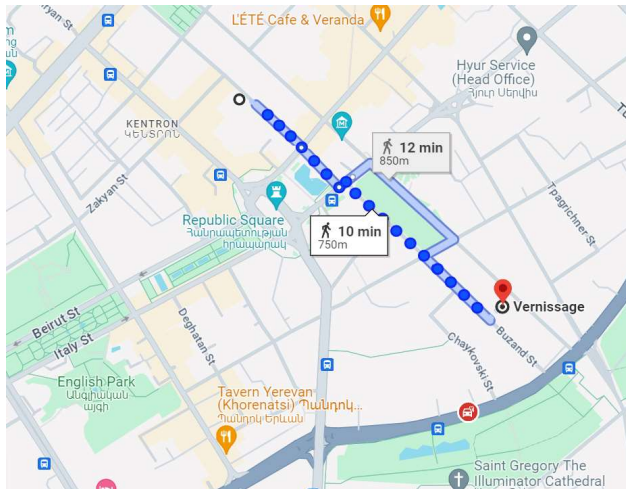 L'ÉTÉ Cafe & Veranda
Hyur Service
(Head Office)
Հյուր Սերվիս
KENTRON
ԿԵՆՏՐՈՆ
12 min
850m
Zakyan St
Tpagrichner St
Republic Square
Հանրապետության
հրապարակ
10 min
750m
Vernissage
Beirut St
Italy St
Deghatan St
Buzand St
Chaykovski St
English Park
Անգլիական
այգի
Tavern Yerevan
(Khorenatsi) Պանդոկ...
Պանդոկ Երևան
Saint Gregory The
Illuminator Cathedral